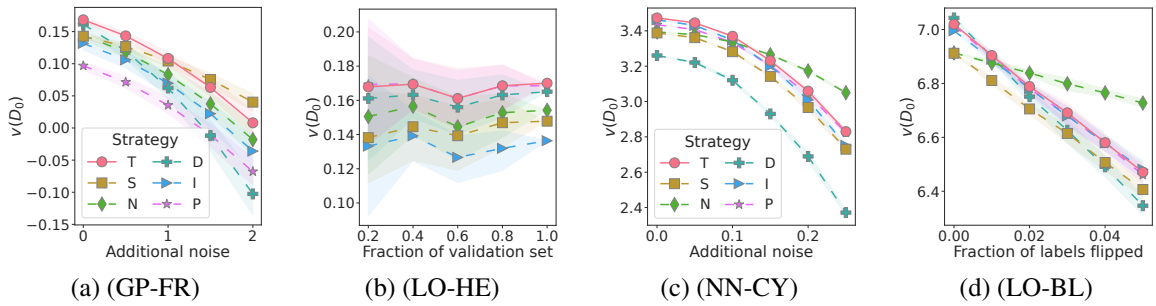 v(D₀)
0.15
0.10
0.05
0.00
−0.05
−0.10
−0.15
Strategy
T D
S I
N P
0 1 2
Additional noise
(a) (GP-FR)
v(D₀)
0.20
0.18
0.16
0.14
0.12
0.10
0.2 0.4 0.6 0.8 1.0
Fraction of validation set
(b) (LO-HE)
v(D₀)
3.4
3.2
3.0
2.8
2.6
2.4
Strategy
T D
S I
N P
0.0 0.1 0.2
Additional noise
(c) (NN-CY)
v(D₀)
7.0
6.8
6.6
6.4
0.00 0.02 0.04
Fraction of labels flipped
(d) (LO-BL)